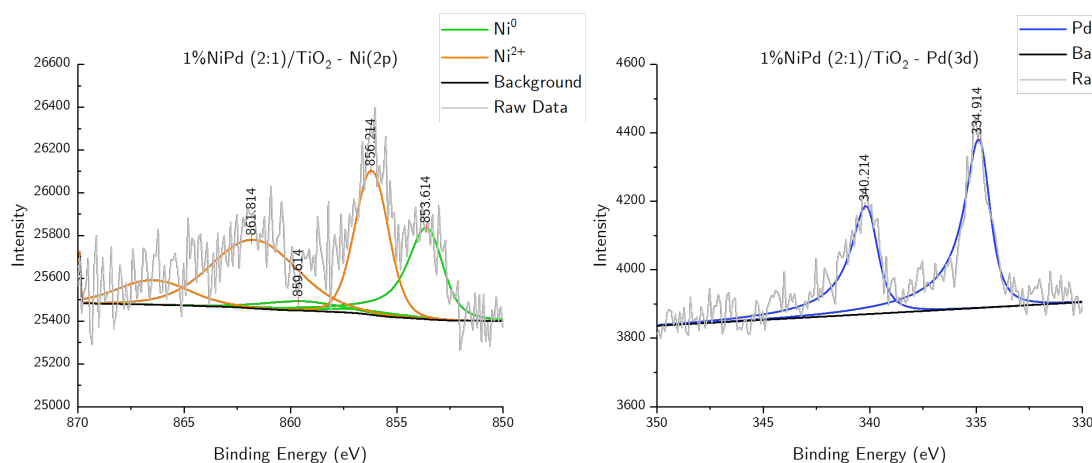 Ni⁰
Ni²⁺
Background
Raw Data
1%NiPd (2:1)/TiO₂ - Ni(2p)
26600
26400
26200
26000
25800
25600
25400
25200
25000
Intensity
861.814
859.614
856.214
853.614
870
865
860
855
850
Binding Energy (eV)
Pd
Ba
Ra
1%NiPd (2:1)/TiO₂ - Pd(3d)
4600
4400
4200
4000
3800
3600
Intensity
340.214
334.914
350
345
340
335
330
Binding Energy (eV)